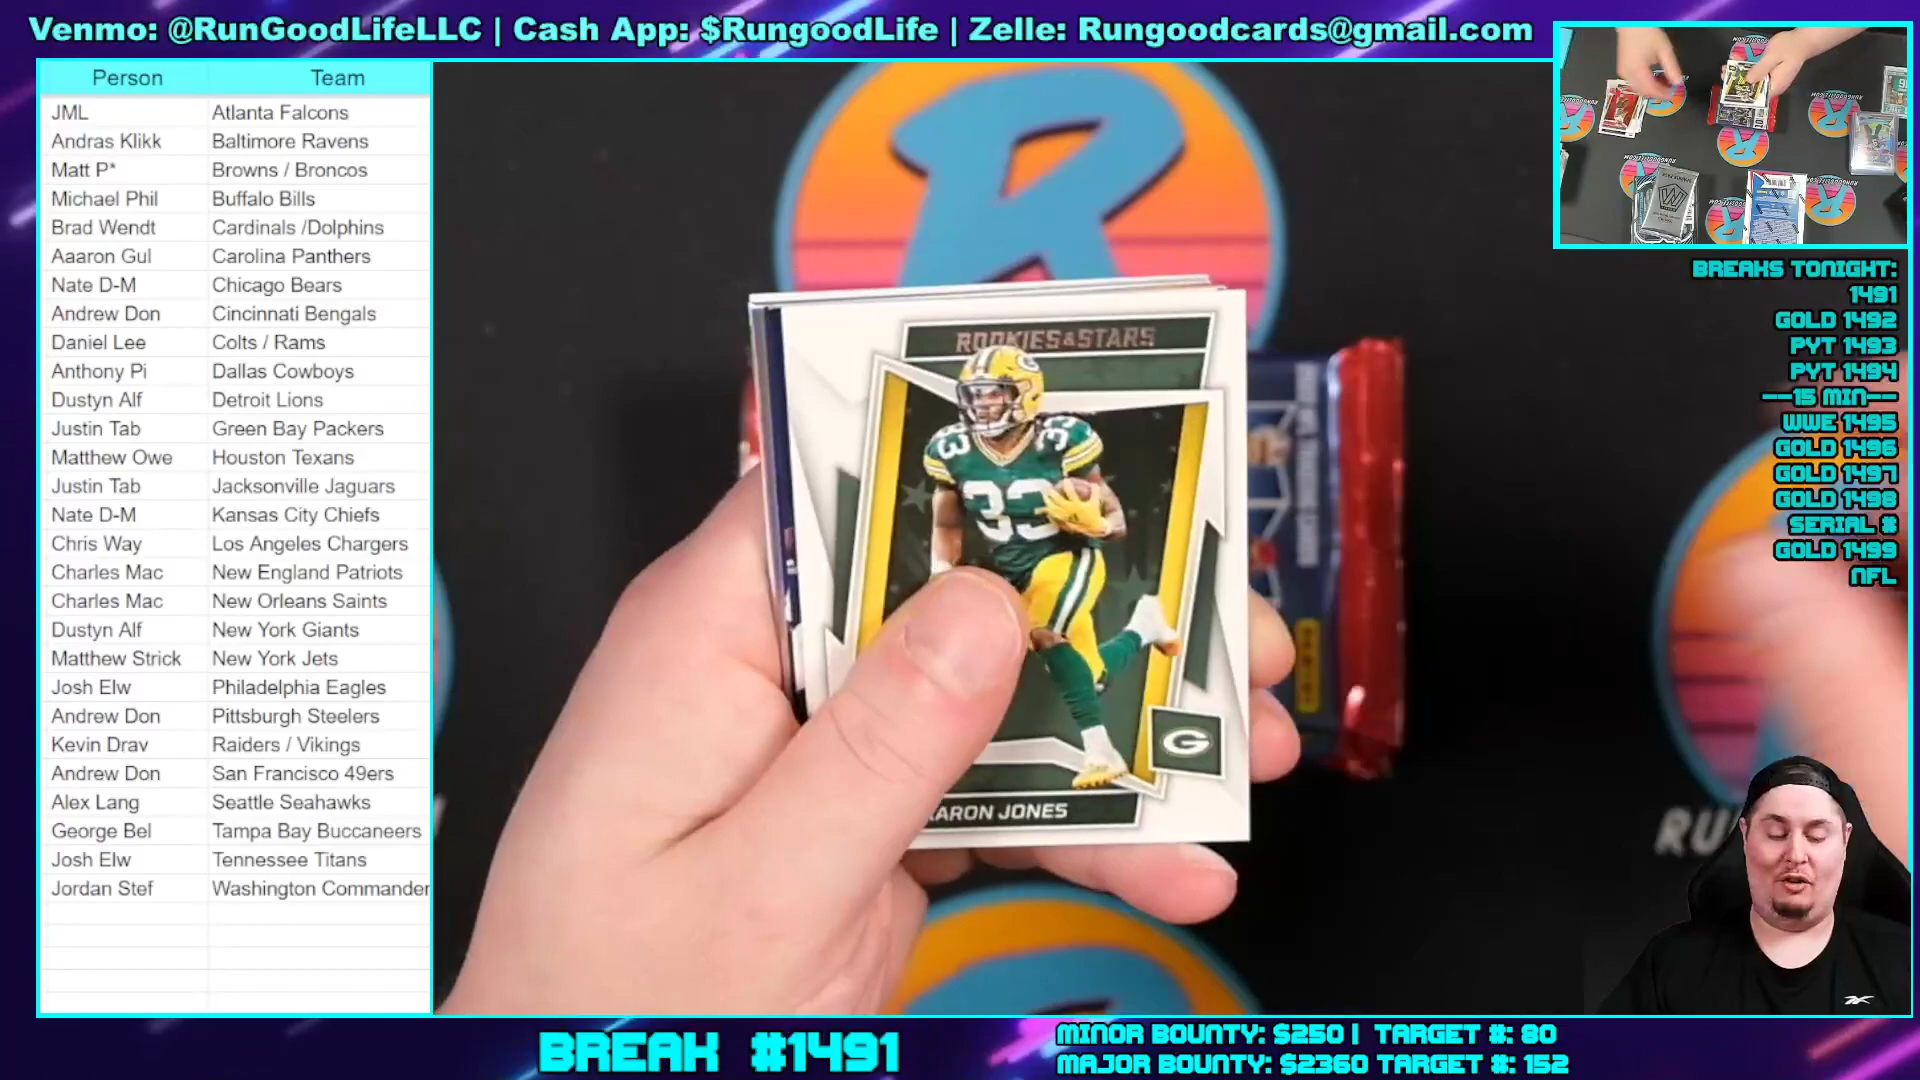 Venmo: @RunGoodLifeLLC | Cash App: $RungoodLife | Zelle: Rungoodcards@gmail.com
Person Team
JML Atlanta Falcons
Andras Klikk Baltimore Ravens
Matt P* Browns / Broncos
Michael Phil Buffalo Bills
Brad Wendt Cardinals /Dolphins
Aaaron Gul Carolina Panthers
Nate D-M Chicago Bears
Andrew Don Cincinnati Bengals
Daniel Lee Colts / Rams
Anthony Pi Dallas Cowboys
Dustyn Alf Detroit Lions
Justin Tab Green Bay Packers
Matthew Owe Houston Texans
Justin Tab Jacksonville Jaguars
Nate D-M Kansas City Chiefs
Chris Way Los Angeles Chargers
Charles Mac New England Patriots
Charles Mac New Orleans Saints
Dustyn Alf New York Giants
Matthew Strick New York Jets
Josh Elw Philadelphia Eagles
Andrew Don Pittsburgh Steelers
Kevin Drav Raiders / Vikings
Andrew Don San Francisco 49ers
Alex Lang Seattle Seahawks
George Bel Tampa Bay Buccaneers
Josh Elw Tennessee Titans
Jordan Stef Washington Commander
R
ROOKIES & STARS
33
33
33
G
G
AARON JONES
BREAKS TONIGHT:
1491
GOLD 1492
PYT 1493
PYT 1494
--15 MIN--
WWE 1495
GOLD 1496
GOLD 1497
GOLD 1498
SERIAL #
GOLD 1499
NFL
RU
BREAK #1491
MINOR BOUNTY: $250 | TARGET #: 80
MAJOR BOUNTY: $2360 TARGET #: 152